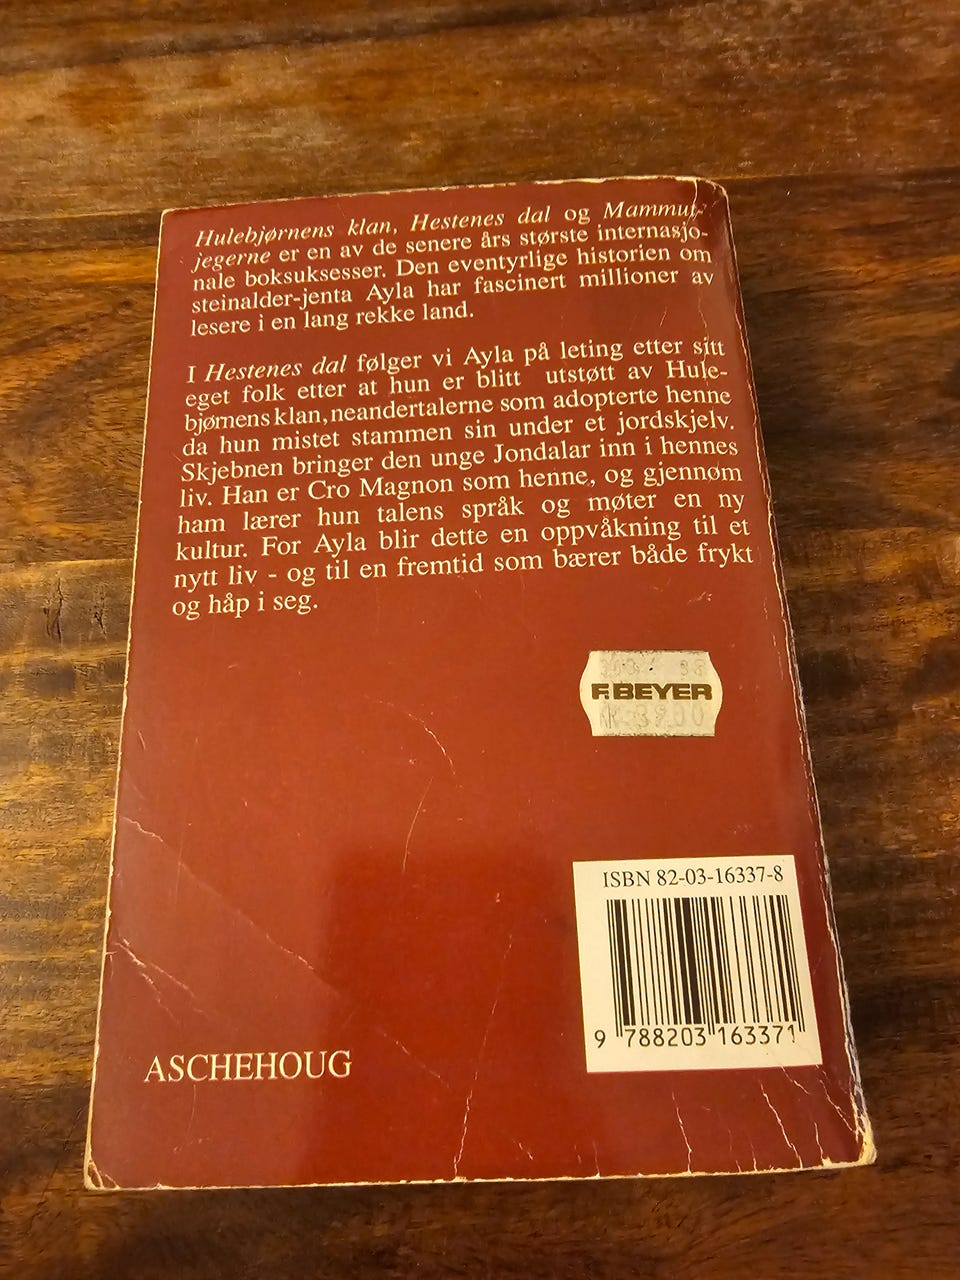 Hulebjørnens klan, Hestenes dal og Mammut-
jegerne er en av de senere års største internasjo-
nale boksuksesser. Den eventyrlige historien om
steinalder-jenta Ayla har fascinert millioner av
lesere i en lang rekke land.
I Hestenes dal følger vi Ayla på leting etter sitt
eget folk etter at hun er blitt utstøtt av Hule-
bjørnens klan, neandertalerne som adopterte henne
da hun mistet stammen sin under et jordskjelv.
Skjebnen bringer den unge Jondalar inn i hennes
liv. Han er Cro Magnon som henne, og gjennøm
ham lærer hun talens språk og møter en ny
kultur. For Ayla blir dette en oppvåkning til et
nytt liv - og til en fremtid som bærer både frykt
og håp i seg.
F.BEYER
KR 39.00
ISBN 82-03-16337-8
9 788203 163371
ASCHEHOUG